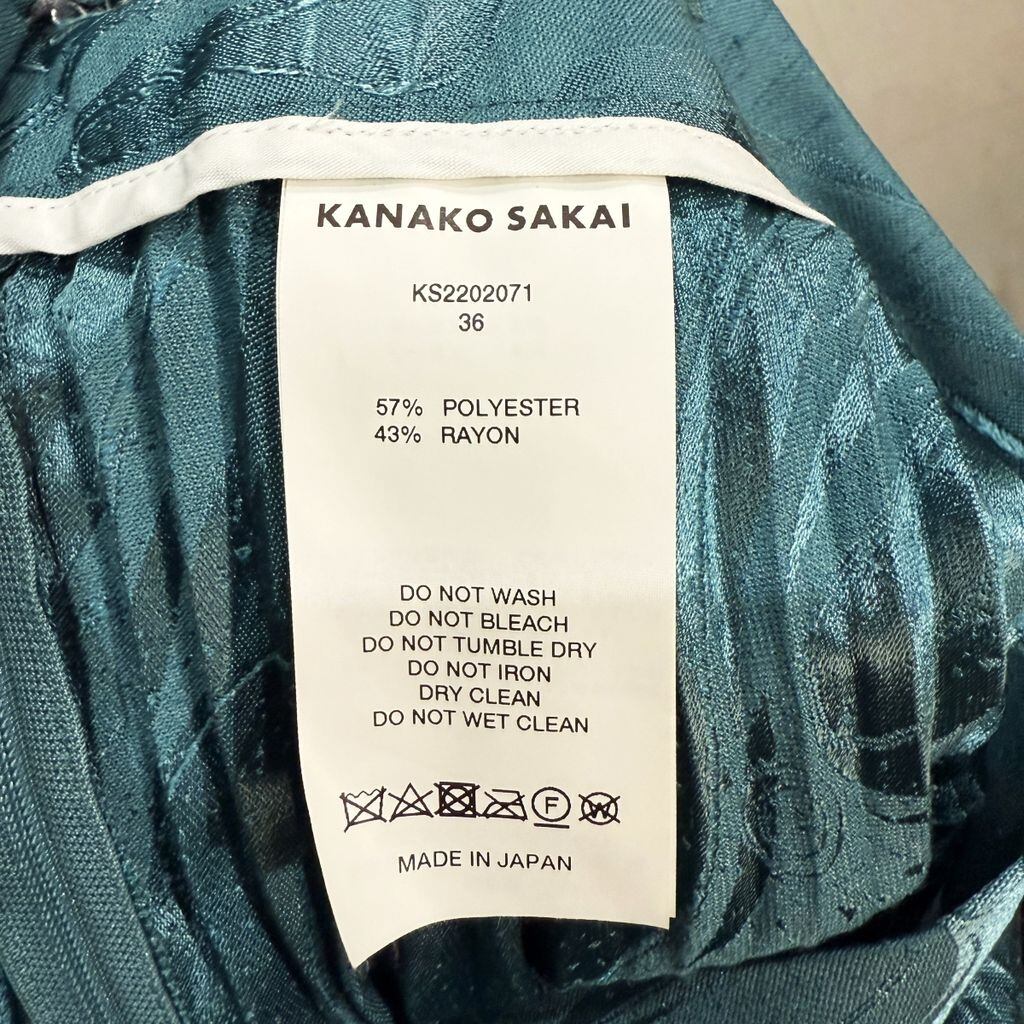 KANAKO SAKAI
KS2202071
36
57% POLYESTER
43% RAYON
DO NOT WASH
DO NOT BLEACH
DO NOT TUMBLE DRY
DO NOT IRON
DRY CLEAN
DO NOT WET CLEAN
F W
MADE IN JAPAN